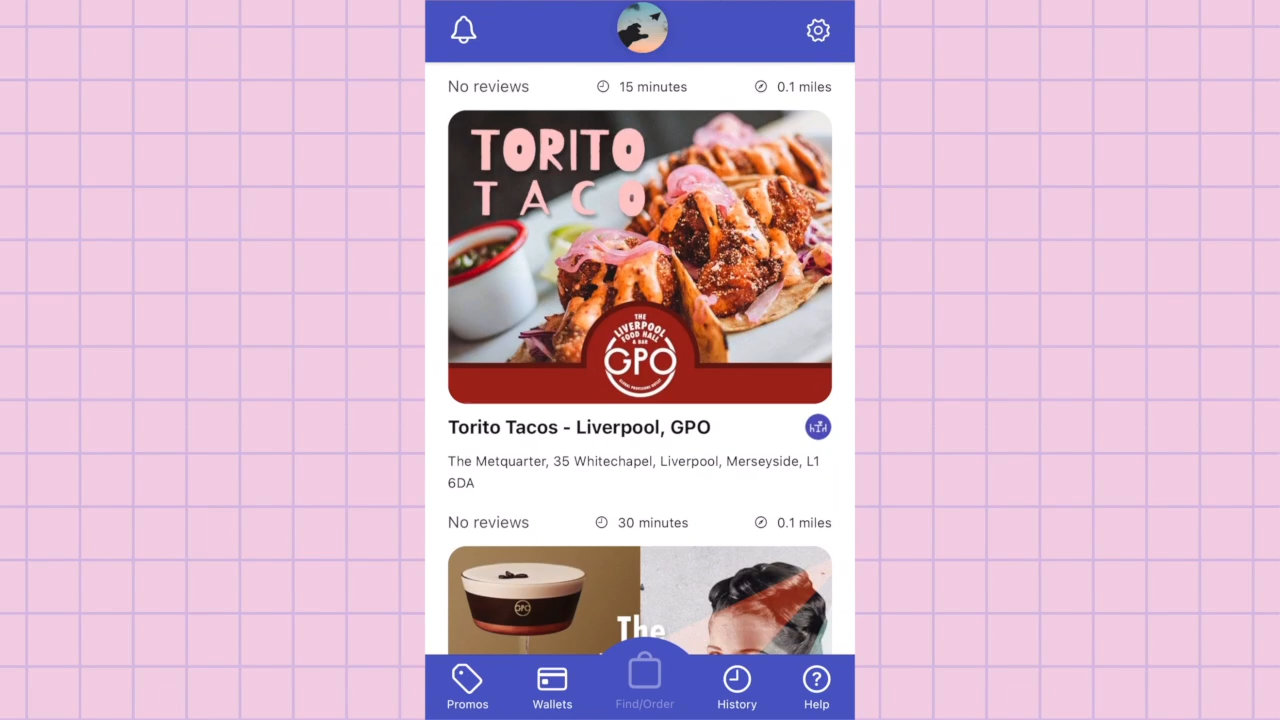 No reviews
15 minutes
0.1 miles
TORITO
TACO
THE
LIVERPOOL
FOOD HALL
& BAR
GPO
Torito Tacos - Liverpool, GPO
The Metquarter, 35 Whitechapel, Liverpool, Merseyside, L1
6DA
No reviews
30 minutes
0.1 miles
GPO
The
Promos
Wallets
Find/Order
History
? Help